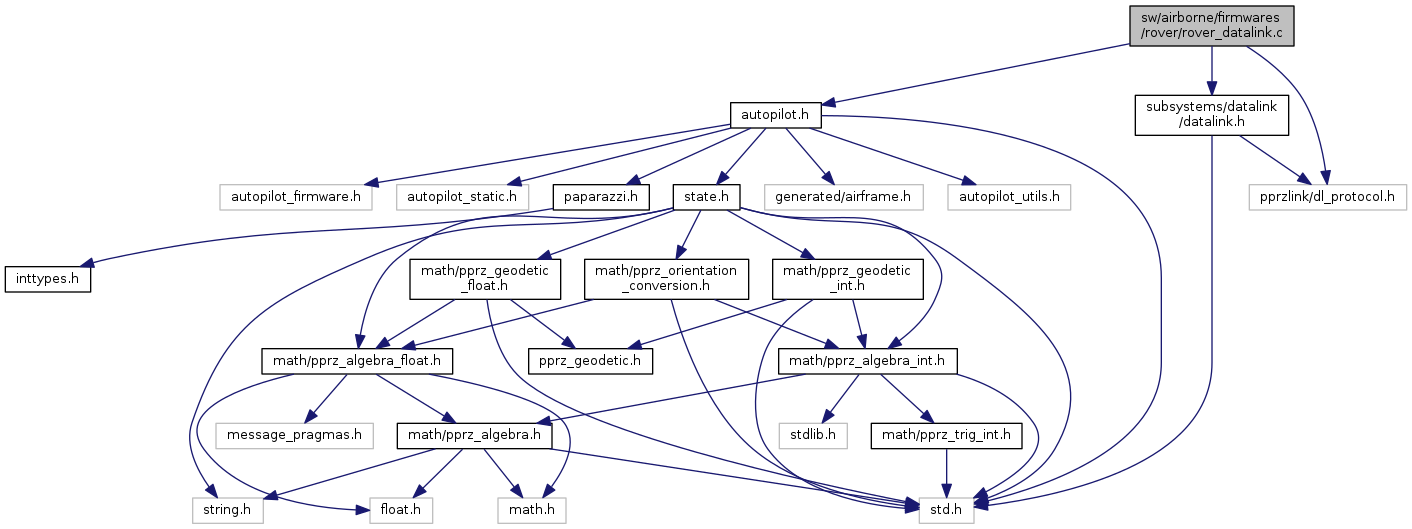 sw/airborne/firmwares
/rover/rover_datalink.c
autopilot.h
subsystems/datalink
/datalink.h
autopilot_firmware.h
autopilot_static.h
paparazzi.h
state.h
generated/airframe.h
autopilot_utils.h
pprzlink/dl_protocol.h
inttypes.h
math/pprz_geodetic
_float.h
math/pprz_orientation
_conversion.h
math/pprz_geodetic
_int.h
math/pprz_algebra_float.h
pprz_geodetic.h
math/pprz_algebra_int.h
message_pragmas.h
math/pprz_algebra.h
stdlib.h
math/pprz_trig_int.h
string.h
float.h
math.h
std.h